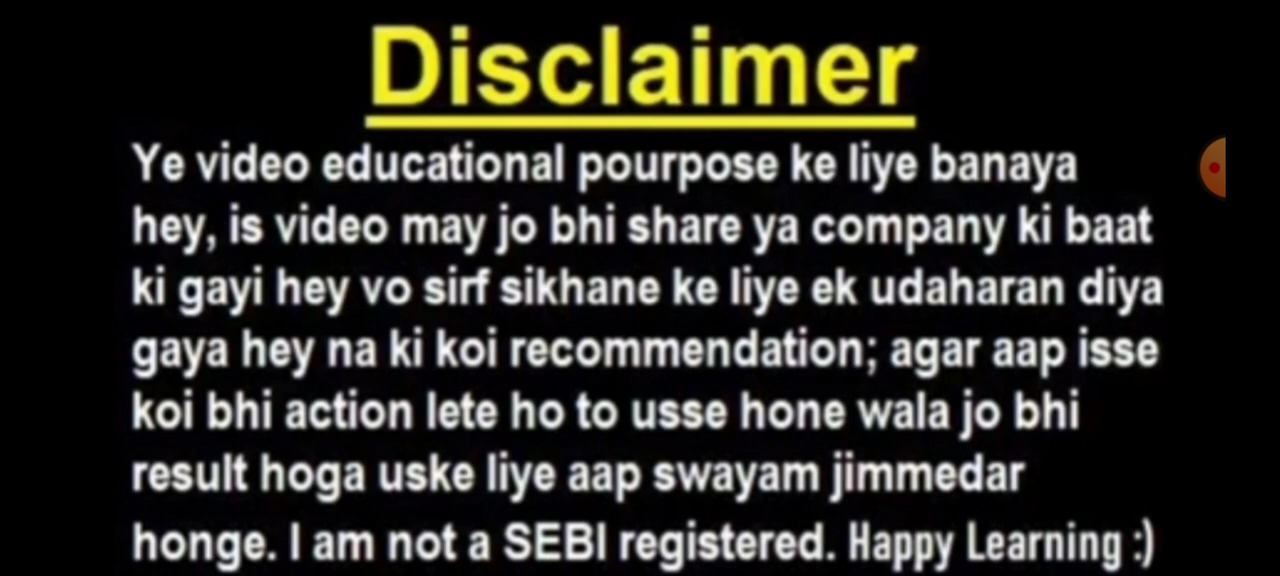 Disclaimer
Ye video educational pourpose ke liye banaya
hey, is video may jo bhi share ya company ki baat
ki gayi hey vo sirf sikhane ke liye ek udaharan diya
gaya hey na ki koi recommendation; agar aap isse
koi bhi action lete ho to usse hone wala jo bhi
result hoga uske liye aap swayam jimmedar
honge. I am not a SEBI registered. Happy Learning :)